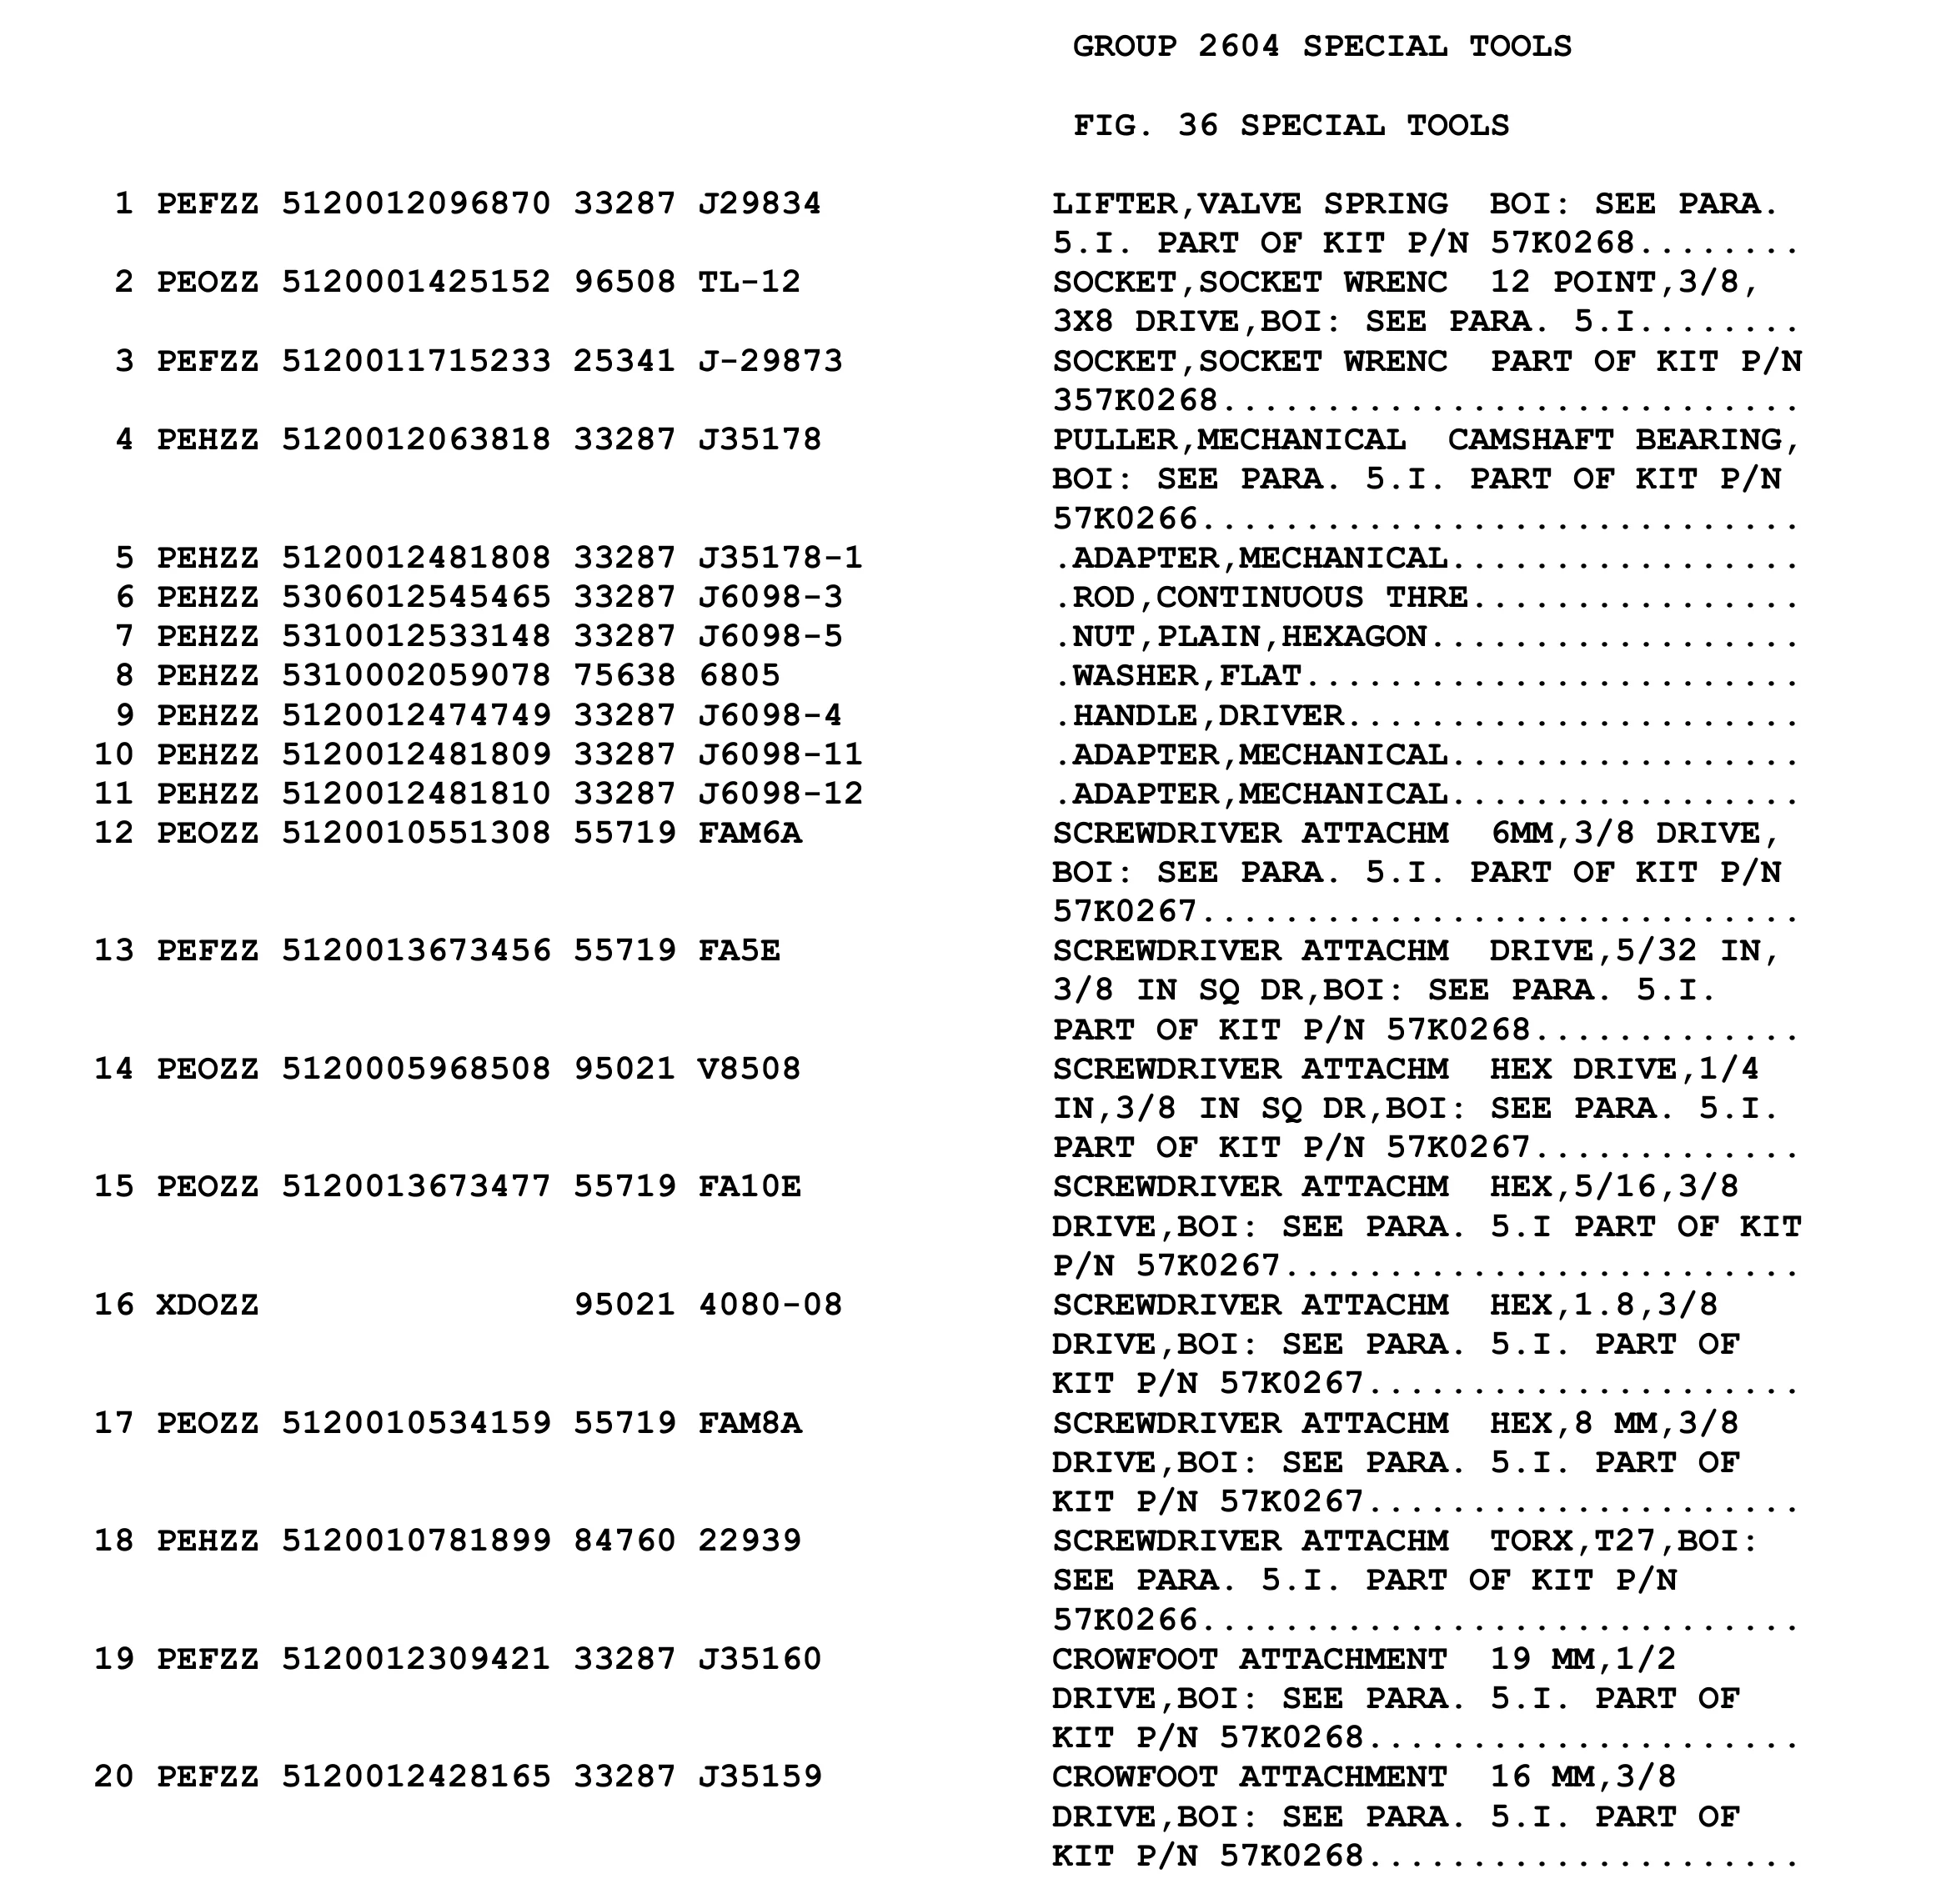 GROUP 2604 SPECIAL TOOLS
FIG. 36 SPECIAL TOOLS
1 PEFZZ 5120012096870 33287 J29834 LIFTER,VALVE SPRING BOI: SEE PARA.
5.I. PART OF KIT P/N 57K0268........
2 PEOZZ 5120001425152 96508 TL-12 SOCKET,SOCKET WRENC 12 POINT,3/8,
3X8 DRIVE,BOI: SEE PARA. 5.I........
3 PEFZZ 5120011715233 25341 J-29873 SOCKET,SOCKET WRENC PART OF KIT P/N
357K0268............................
4 PEHZZ 5120012063818 33287 J35178 PULLER,MECHANICAL CAMSHAFT BEARING,
BOI: SEE PARA. 5.I. PART OF KIT P/N
57K0266.............................
5 PEHZZ 5120012481808 33287 J35178-1 .ADAPTER,MECHANICAL.................
6 PEHZZ 5306012545465 33287 J6098-3 .ROD,CONTINUOUS THRE................
7 PEHZZ 5310012533148 33287 J6098-5 .NUT,PLAIN,HEXAGON..................
8 PEHZZ 5310002059078 75638 6805 .WASHER,FLAT........................
9 PEHZZ 5120012474749 33287 J6098-4 .HANDLE,DRIVER......................
10 PEHZZ 5120012481809 33287 J6098-11 .ADAPTER,MECHANICAL.................
11 PEHZZ 5120012481810 33287 J6098-12 .ADAPTER,MECHANICAL.................
12 PEOZZ 5120010551308 55719 FAM6A SCREWDRIVER ATTACHM 6MM,3/8 DRIVE,
BOI: SEE PARA. 5.I. PART OF KIT P/N
57K0267.............................
13 PEFZZ 5120013673456 55719 FA5E SCREWDRIVER ATTACHM DRIVE,5/32 IN,
3/8 IN SQ DR,BOI: SEE PARA. 5.I.
PART OF KIT P/N 57K0268.............
14 PEOZZ 5120005968508 95021 V8508 SCREWDRIVER ATTACHM HEX DRIVE,1/4
IN,3/8 IN SQ DR,BOI: SEE PARA. 5.I.
PART OF KIT P/N 57K0267.............
15 PEOZZ 5120013673477 55719 FA10E SCREWDRIVER ATTACHM HEX,5/16,3/8
DRIVE,BOI: SEE PARA. 5.I PART OF KIT
P/N 57K0267.........................
16 XDOZZ 95021 4080-08 SCREWDRIVER ATTACHM HEX,1.8,3/8
DRIVE,BOI: SEE PARA. 5.I. PART OF
KIT P/N 57K0267.....................
17 PEOZZ 5120010534159 55719 FAM8A SCREWDRIVER ATTACHM HEX,8 MM,3/8
DRIVE,BOI: SEE PARA. 5.I. PART OF
KIT P/N 57K0267.....................
18 PEHZZ 5120010781899 84760 22939 SCREWDRIVER ATTACHM TORX,T27,BOI:
SEE PARA. 5.I. PART OF KIT P/N
57K0266.............................
19 PEFZZ 5120012309421 33287 J35160 CROWFOOT ATTACHMENT 19 MM,1/2
DRIVE,BOI: SEE PARA. 5.I. PART OF
KIT P/N 57K0268.....................
20 PEFZZ 5120012428165 33287 J35159 CROWFOOT ATTACHMENT 16 MM,3/8
DRIVE,BOI: SEE PARA. 5.I. PART OF
KIT P/N 57K0268.....................